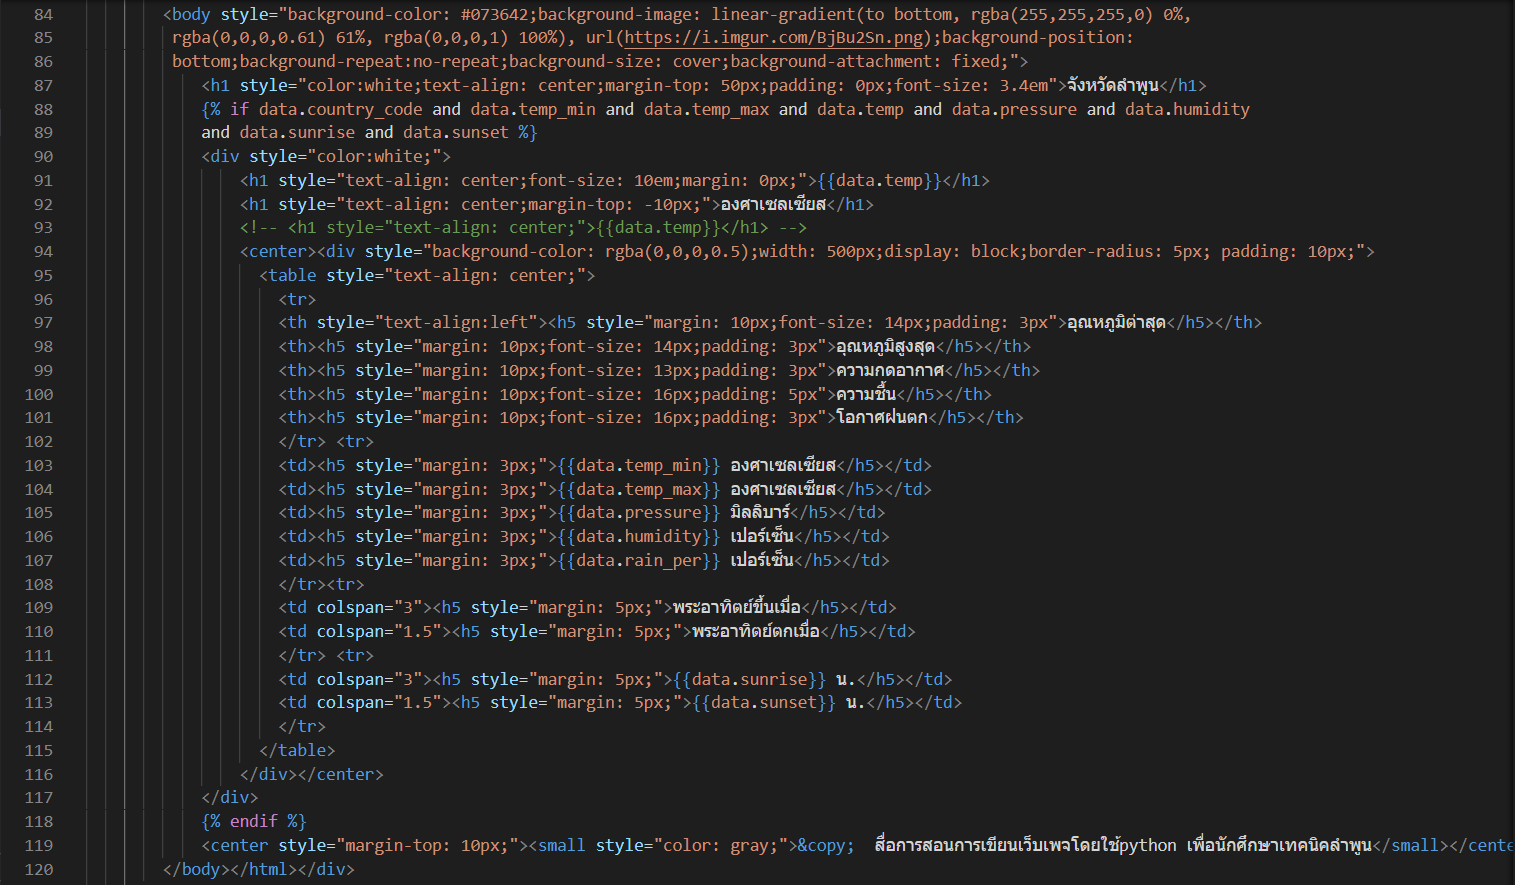 84 <body style="background-color: #073642;background-image: linear-gradient(to bottom, rgba(255,255,255,0) 0%,
85 rgba(0,0,0,0.61) 61%, rgba(0,0,0,1) 100%), url(https://i.imgur.com/BjBu2Sn.png);background-position:
86 bottom;background-repeat:no-repeat;background-size: cover;background-attachment: fixed;">
87 <h1 style="color:white;text-align: center;margin-top: 50px;padding: 0px;font-size: 3.4em">จังหวัดลำพูน</h1>
88 {% if data.country_code and data.temp_min and data.temp_max and data.temp and data.pressure and data.humidity
89 and data.sunrise and data.sunset %}
90 <div style="color:white;">
91 <h1 style="text-align: center;font-size: 10em;margin: 0px;">{{data.temp}}</h1>
92 <h1 style="text-align: center;margin-top: -10px;">องศาเซลเซียส</h1>
93 <!-- <h1 style="text-align: center;">{{data.temp}}</h1> -->
94 <center><div style="background-color: rgba(0,0,0,0.5);width: 500px;display: block;border-radius: 5px; padding: 10px;">
95 <table style="text-align: center;">
96 <tr>
97 <th style="text-align:left"><h5 style="margin: 10px;font-size: 14px;padding: 3px">อุณหภูมิต่ำสุด</h5></th>
98 <th><h5 style="margin: 10px;font-size: 14px;padding: 3px">อุณหภูมิสูงสุด</h5></th>
99 <th><h5 style="margin: 10px;font-size: 13px;padding: 3px">ความกดอากาศ</h5></th>
100 <th><h5 style="margin: 10px;font-size: 16px;padding: 5px">ความชื้น</h5></th>
101 <th><h5 style="margin: 10px;font-size: 16px;padding: 3px">โอกาศฝนตก</h5></th>
102 </tr> <tr>
103 <td><h5 style="margin: 3px;">{{data.temp_min}} องศาเซลเซียส</h5></td>
104 <td><h5 style="margin: 3px;">{{data.temp_max}} องศาเซลเซียส</h5></td>
105 <td><h5 style="margin: 3px;">{{data.pressure}} มิลลิบาร์</h5></td>
106 <td><h5 style="margin: 3px;">{{data.humidity}} เปอร์เซ็น</h5></td>
107 <td><h5 style="margin: 3px;">{{data.rain_per}} เปอร์เซ็น</h5></td>
108 </tr><tr>
109 <td colspan="3"><h5 style="margin: 5px;">พระอาทิตย์ขึ้นเมื่อ</h5></td>
110 <td colspan="1.5"><h5 style="margin: 5px;">พระอาทิตย์ตกเมื่อ</h5></td>
111 </tr> <tr>
112 <td colspan="3"><h5 style="margin: 5px;">{{data.sunrise}} น.</h5></td>
113 <td colspan="1.5"><h5 style="margin: 5px;">{{data.sunset}} น.</h5></td>
114 </tr>
115 </table>
116 </div></center>
117 </div>
118 {% endif %}
119 <center style="margin-top: 10px;"><small style="color: gray;">&copy; สื่อการสอนการเขียนเว็บเพจโดยใช้python เพื่อนักศึกษาเทคนิคลำพูน</small></cente
120 </body></html></div>